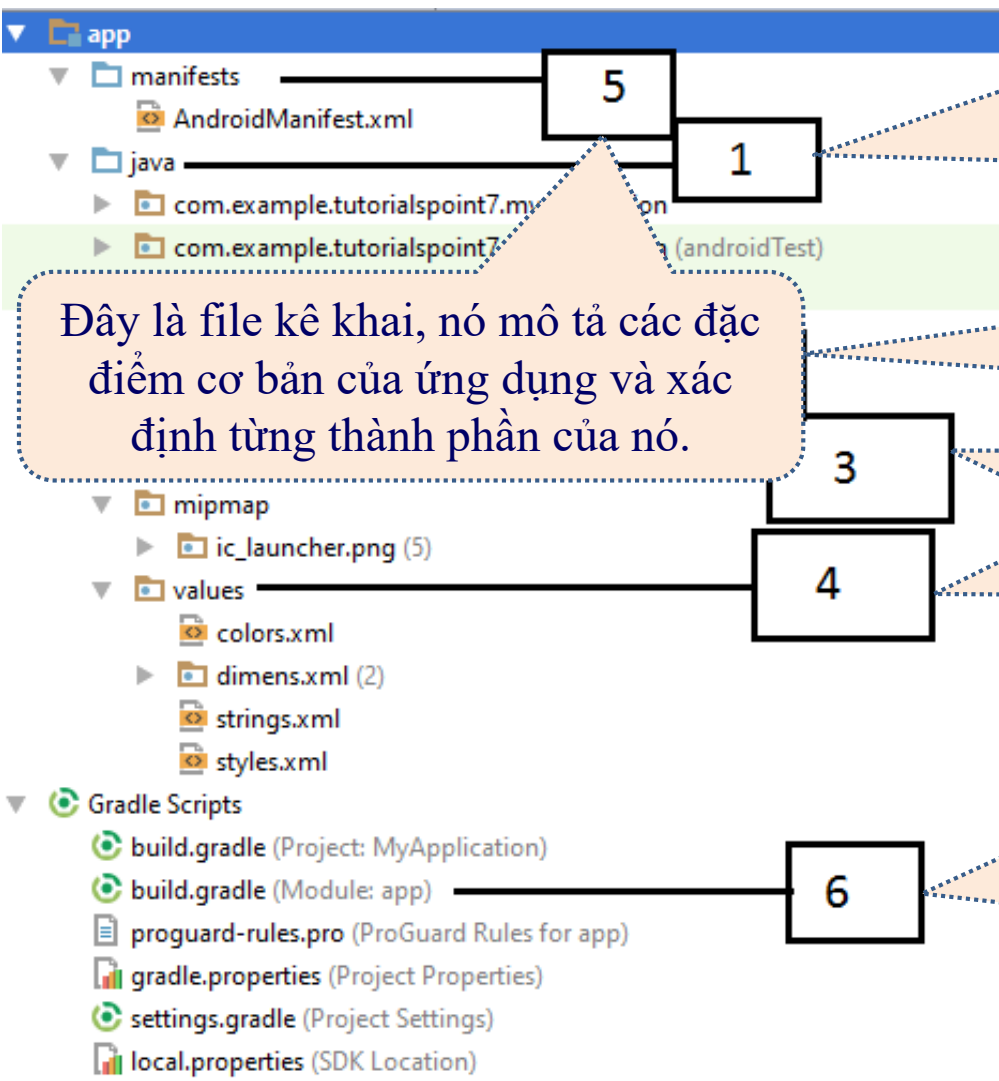 app
manifests
5
AndroidManifest.xml
java
1
com.example.tutorialspoint7.my on
com.example.tutorialspoint7 (androidTest)
Đây là file kê khai, nó mô tả các đặc
điểm cơ bản của ứng dụng và xác
định từng thành phần của nó.
3
mipmap
ic_launcher.png (5)
values
4
colors.xml
dimens.xml (2)
strings.xml
styles.xml
Gradle Scripts
build.gradle (Project: MyApplication)
build.gradle (Module: app)
6
proguard-rules.pro (ProGuard Rules for app)
gradle.properties (Project Properties)
settings.gradle (Project Settings)
local.properties (SDK Location)